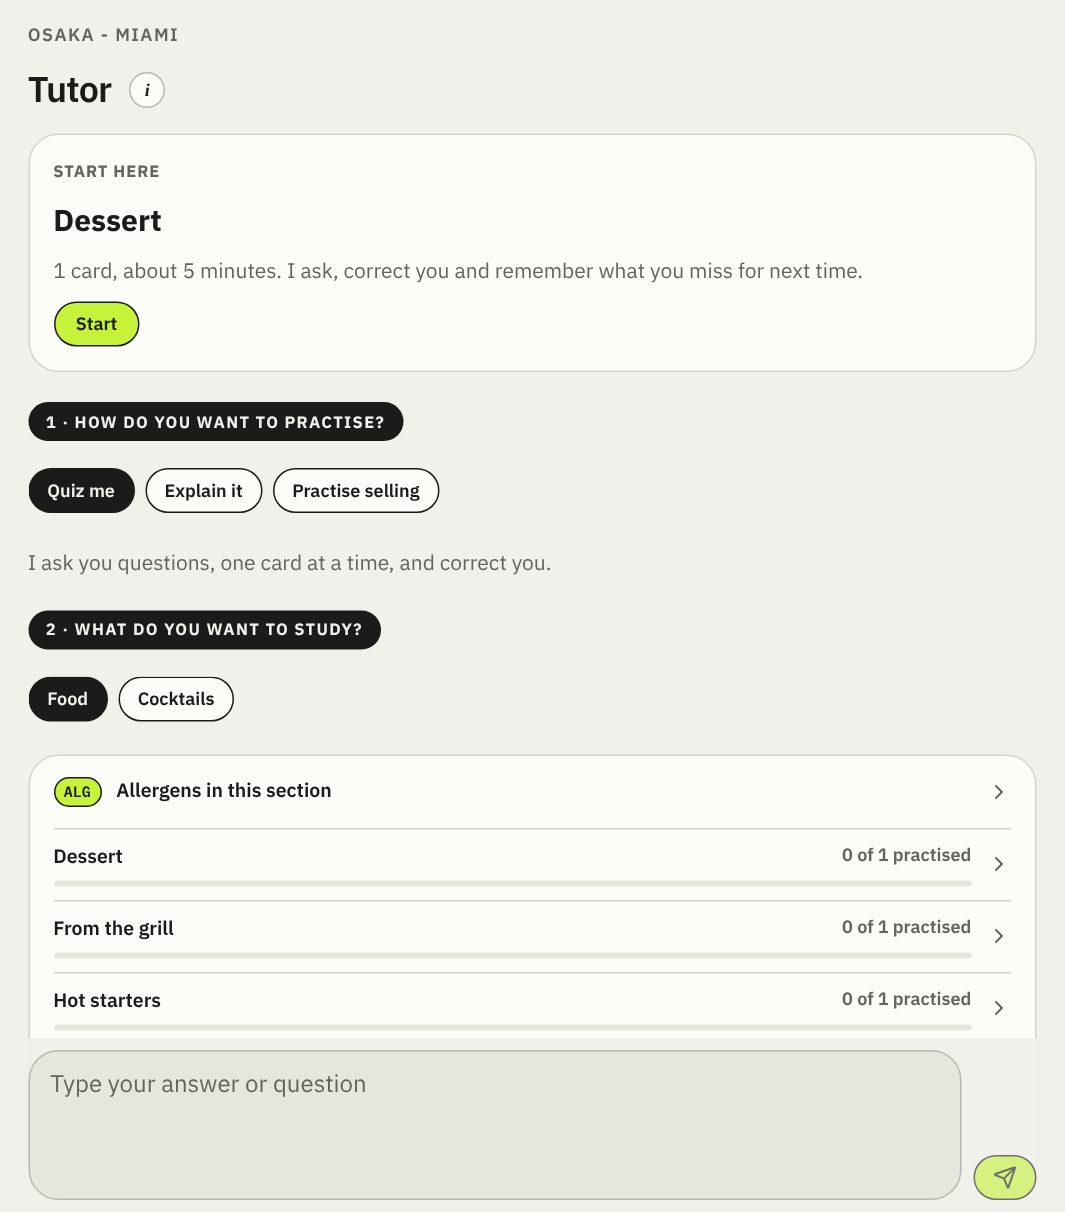 OSAKA - MIAMI
Tutor i
START HERE
Dessert
1 card, about 5 minutes. I ask, correct you and remember what you miss for next time.
Start
1 · HOW DO YOU WANT TO PRACTISE?
Quiz me Explain it Practise selling
I ask you questions, one card at a time, and correct you.
2 · WHAT DO YOU WANT TO STUDY?
Food Cocktails
ALG Allergens in this section
Dessert 0 of 1 practised
From the grill 0 of 1 practised
Hot starters 0 of 1 practised
Type your answer or question